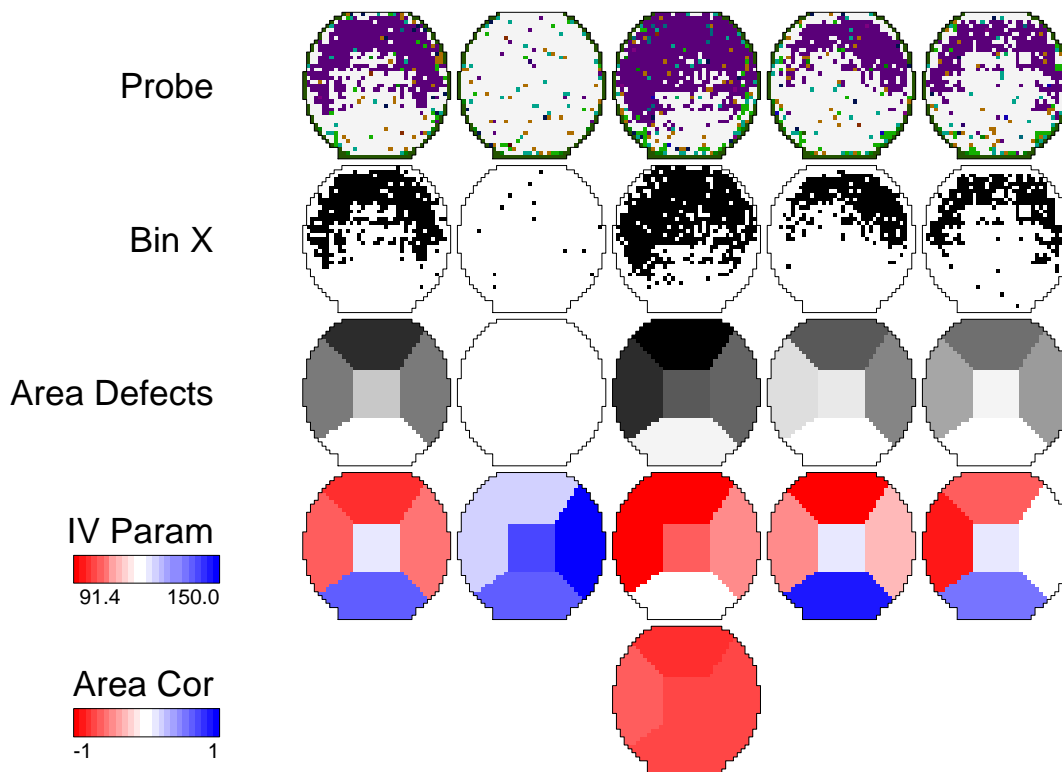 Probe
Bin X
Area Defects
IV Param
91.4 150.0
Area Cor
-1 1